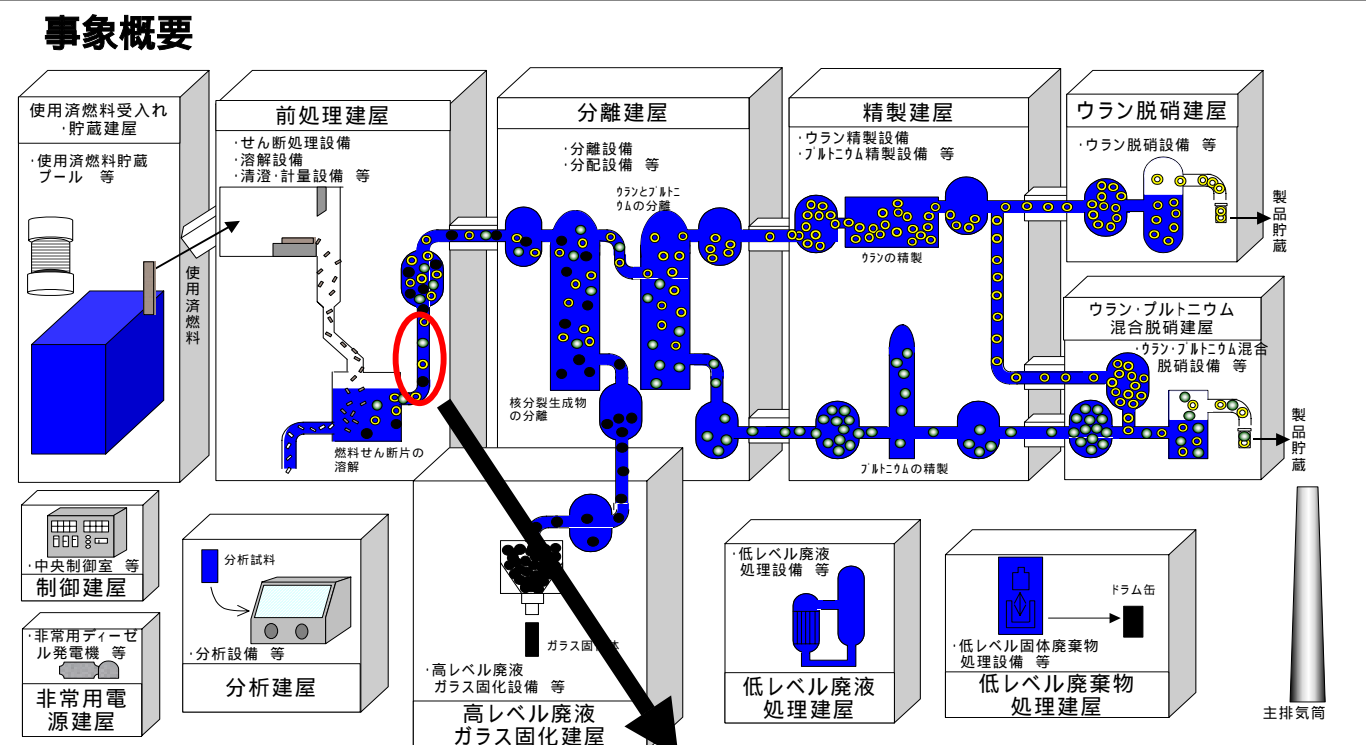 事象概要
使用済燃料受入れ
・貯蔵建屋
・使用済燃料貯蔵
プール 等
使用済燃料
前処理建屋
・せん断処理設備
・溶解設備
・清澄・計量設備 等
燃料せん断片の
溶解
分離建屋
・分離設備
・分配設備 等
ウランとプルトニ
ウムの分離
核分裂生成物
の分離
精製建屋
・ウラン精製設備
・プルトニウム精製設備 等
ウランの精製
プルトニウムの精製
ウラン脱硝建屋
・ウラン脱硝設備 等
製品貯蔵
ウラン・プルトニウム
混合脱硝建屋
・ウラン・プルトニウム混合
脱硝設備 等
製品貯蔵
・中央制御室 等
制御建屋
・非常用ディーゼ
ル発電機 等
非常用電
源建屋
分析試料
・分析設備 等
分析建屋
ガラス固体
・高レベル廃液
ガラス固化設備 等
高レベル廃液
ガラス固化建屋
・低レベル廃液
処理設備 等
低レベル廃液
処理建屋
ドラム缶
・低レベル固体廃棄物
処理設備 等
低レベル廃棄物
処理建屋
主排気筒